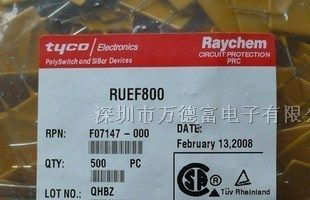 tyco Electronics
PolySwitch and SiBar Devices
Raychem
CIRCUIT PROTECTION
PRC
RUEF800
深圳市万德富电子有限公司
RPN: F07147-000
DATE:
February 13,2008
QTY: 500 PC
LOT NO.: QHBZ
TÜV Rheinland